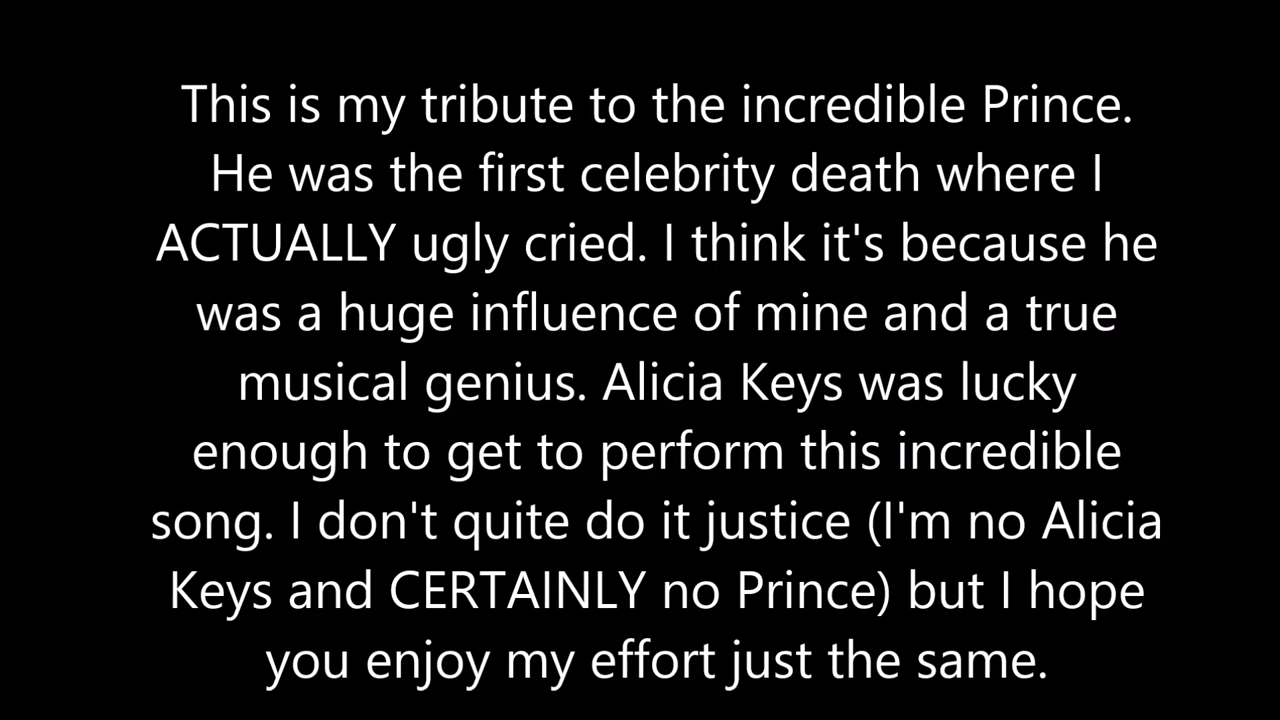 This is my tribute to the incredible Prince.
He was the first celebrity death where I
ACTUALLY ugly cried. I think it's because he
was a huge influence of mine and a true
musical genius. Alicia Keys was lucky
enough to get to perform this incredible
song. I don't quite do it justice (I'm no Alicia
Keys and CERTAINLY no Prince) but I hope
you enjoy my effort just the same.